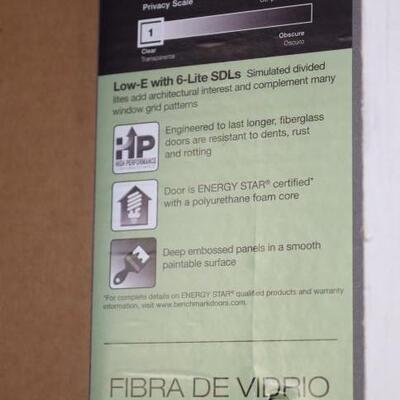 Privacy Scale
1
Clear
Transparente
Obscure
Oscuro
Low-E with 6-Lite SDLs Simulated divided
lites add architectural interest and complement many
window grid patterns
HP
HIGH PERFORMANCE
Engineered to last longer, fiberglass
doors are resistant to dents, rust
and rotting
Door is ENERGY STAR® certified*
with a polyurethane foam core
Deep embossed panels in a smooth
paintable surface
*For complete details on ENERGY STAR® qualified products and warranty
information, visit www.benchmarkdoors.com.
FIBRA DE VIDRIO